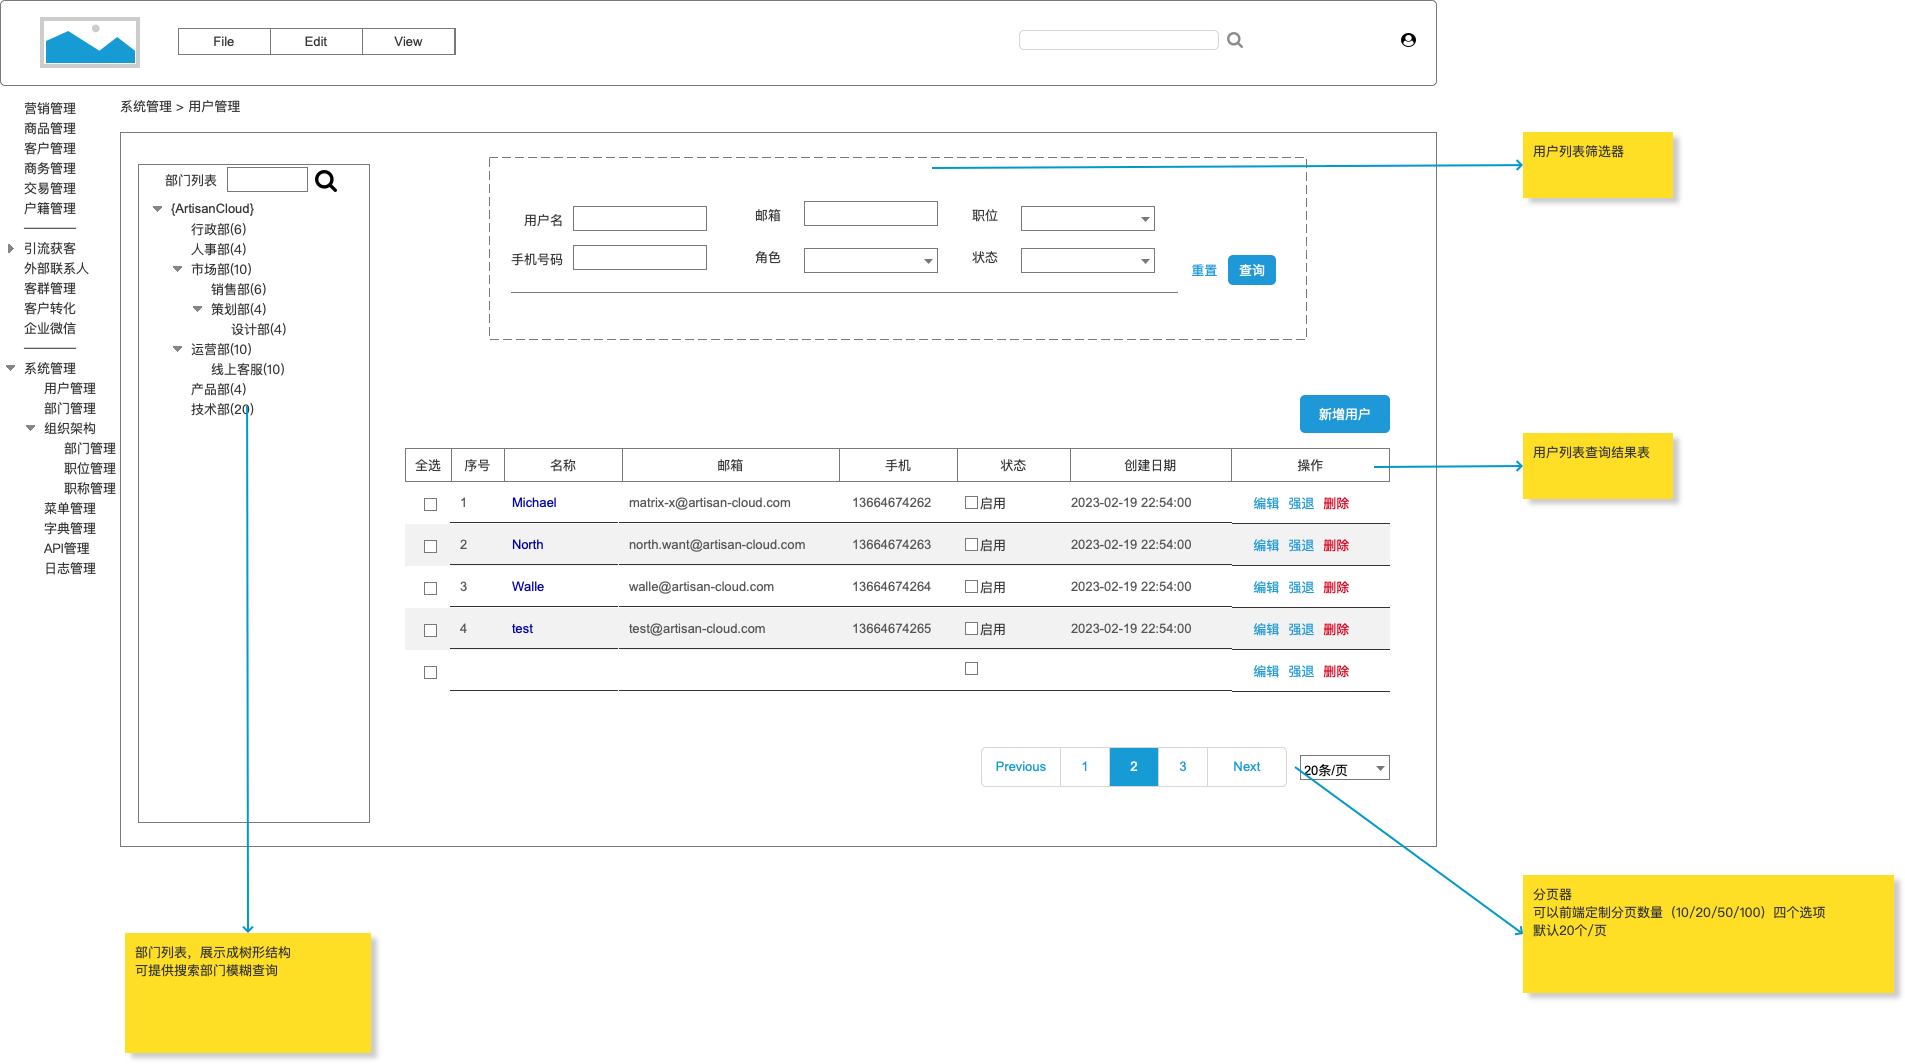 File Edit View
营销管理
商品管理
客户管理
商务管理
交易管理
户籍管理
引流获客
外部联系人
客群管理
客户转化
企业微信
系统管理
用户管理
部门管理
组织架构
部门管理
职位管理
职称管理
菜单管理
字典管理
API管理
日志管理
系统管理 > 用户管理
部门列表
{ArtisanCloud}
行政部(6)
人事部(4)
市场部(10)
销售部(6)
策划部(4)
设计部(4)
运营部(10)
线上客服(10)
产品部(4)
技术部(20)
用户名 邮箱 职位
手机号码 角色 状态
重置 查询
新增用户
全选 序号 名称 邮箱 手机 状态 创建日期 操作
1 Michael matrix-x@artisan-cloud.com 13664674262 启用 2023-02-19 22:54:00 编辑 强退 删除
2 North north.want@artisan-cloud.com 13664674263 启用 2023-02-19 22:54:00 编辑 强退 删除
3 Walle walle@artisan-cloud.com 13664674264 启用 2023-02-19 22:54:00 编辑 强退 删除
4 test test@artisan-cloud.com 13664674265 启用 2023-02-19 22:54:00 编辑 强退 删除
编辑 强退 删除
Previous 1 2 3 Next 20条/页
用户列表筛选器
用户列表查询结果表
分页器
可以前端定制分页数量（10/20/50/100）四个选项
默认20个/页
部门列表，展示成树形结构
可提供搜索部门模糊查询